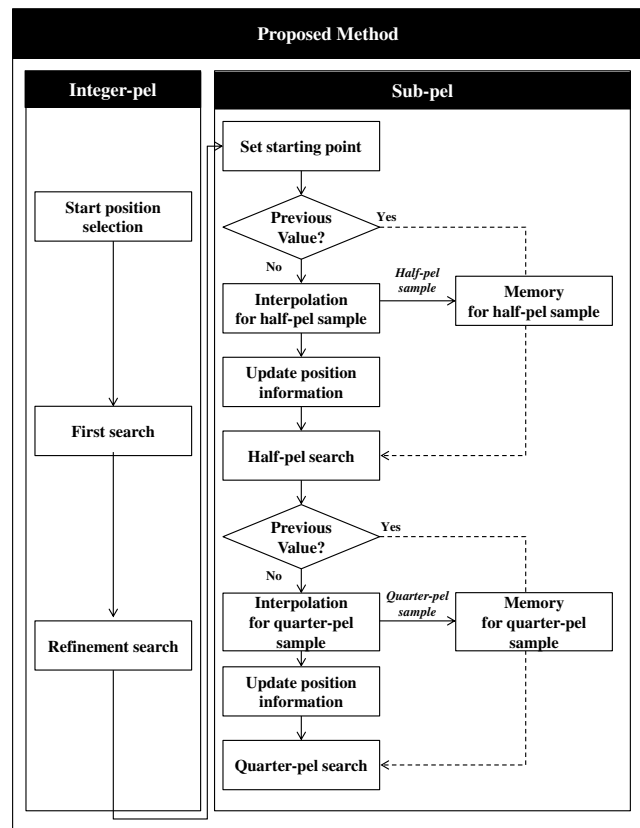 Proposed Method
Integer-pel
Start position
selection
First search
Refinement search
Sub-pel
Set starting point
Previous
Value?
Yes
No
Interpolation
for half-pel sample
Half-pel
sample
Memory
for half-pel sample
Update position
information
Half-pel search
Previous
Value?
Yes
No
Interpolation
for quarter-pel
sample
Quarter-pel
sample
Memory
for quarter-pel
sample
Update position
information
Quarter-pel search